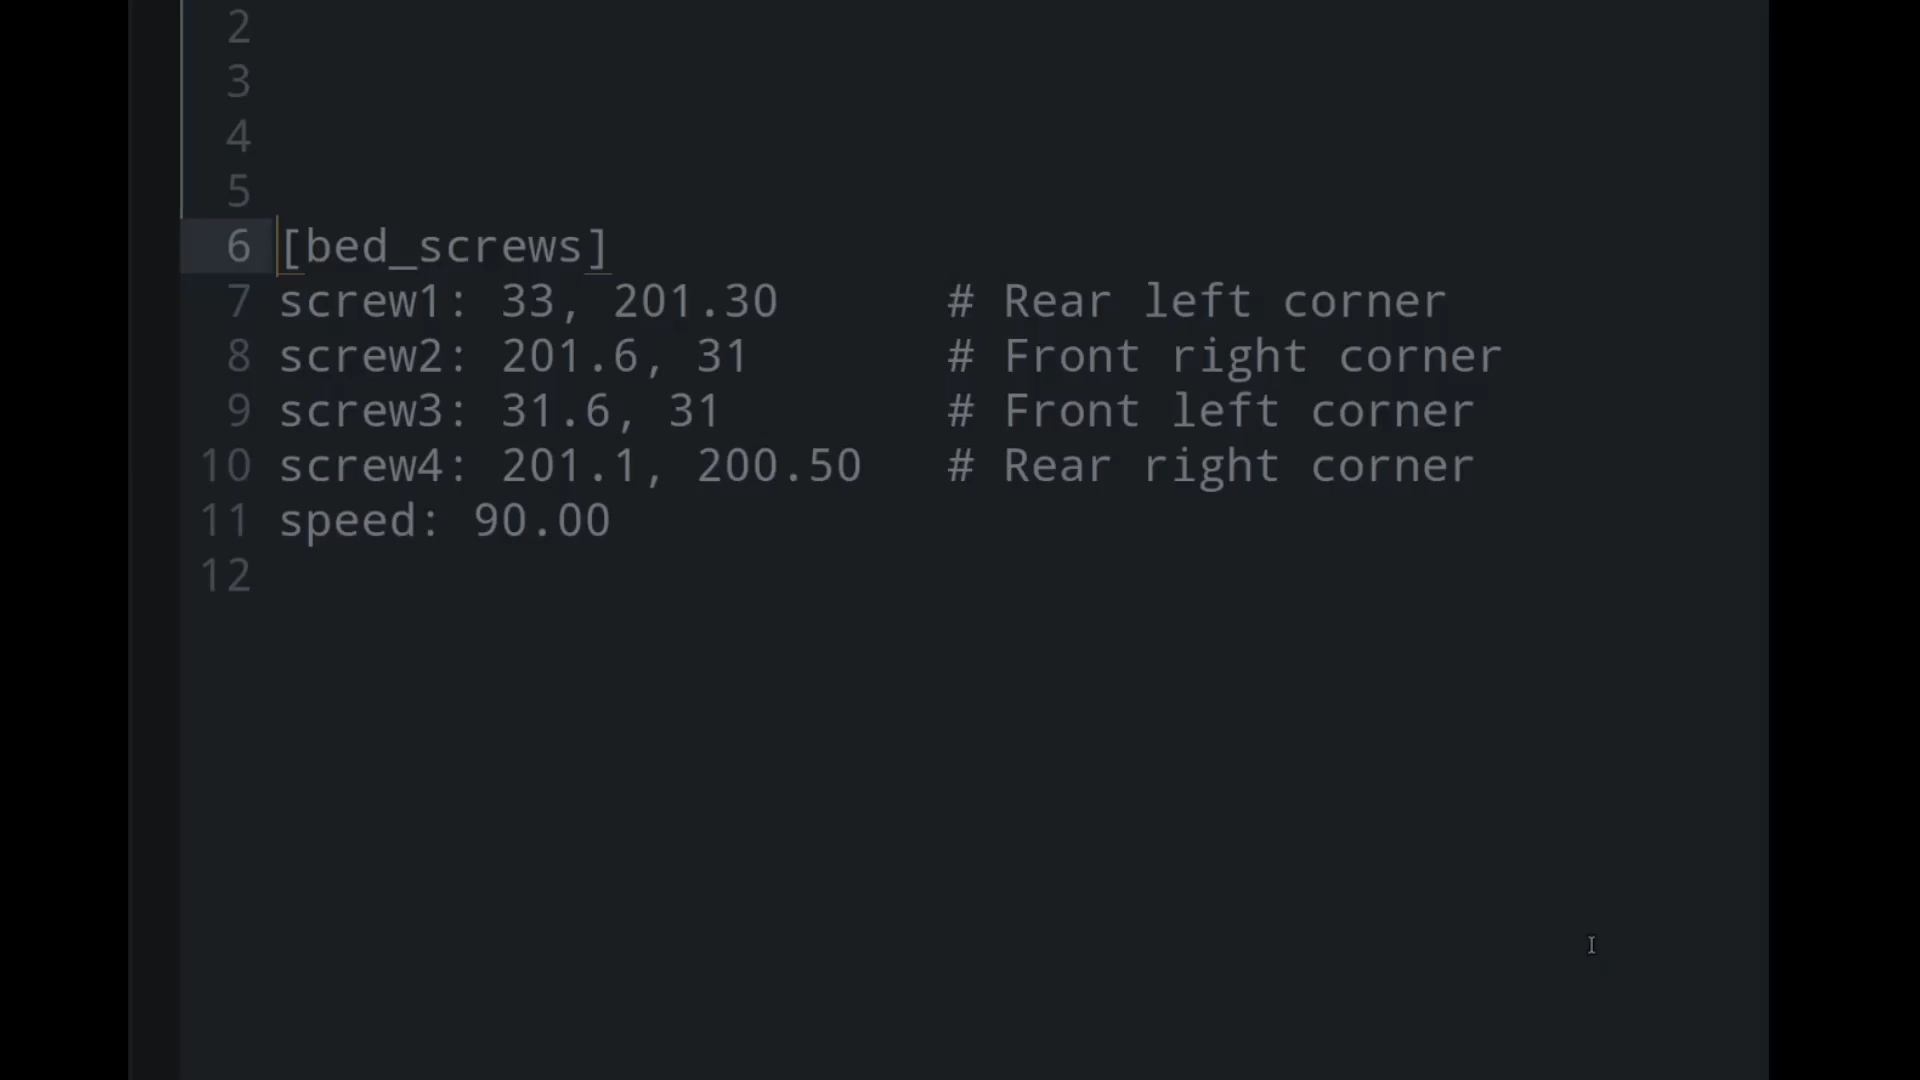 2
3
4
5
6 [bed_screws]
7 screw1: 33, 201.30      # Rear left corner
8 screw2: 201.6, 31       # Front right corner
9 screw3: 31.6, 31        # Front left corner
10 screw4: 201.1, 200.50   # Rear right corner
11 speed: 90.00
12